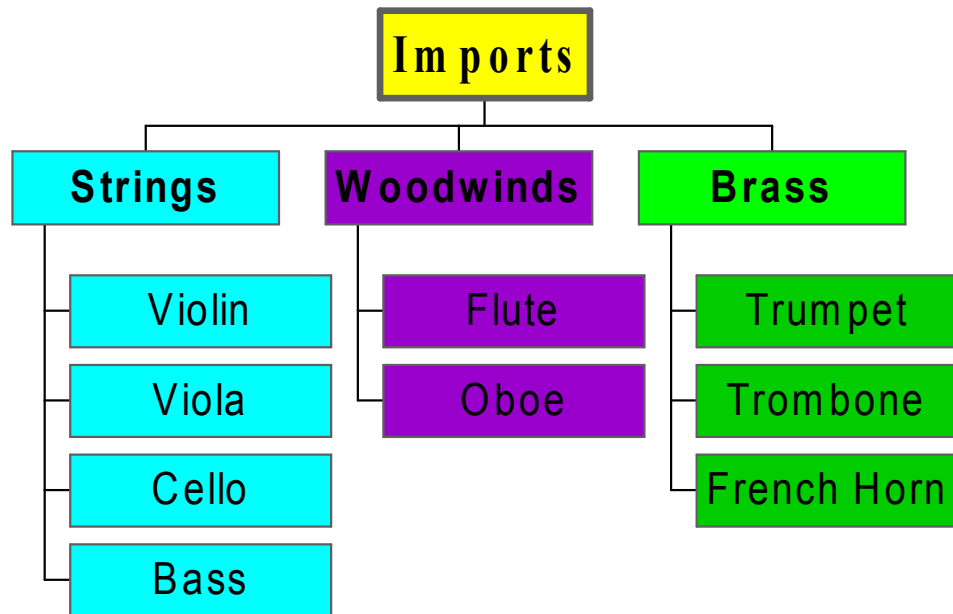 Imports
Strings
Woodwinds
Brass
Violin
Flute
Trumpet
Viola
Oboe
Trombone
Cello
French Horn
Bass